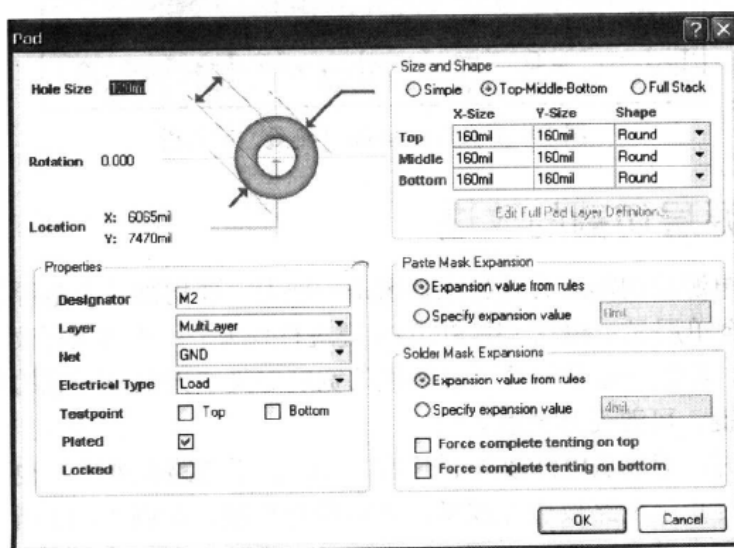 Pad
Hole Size
Rotation 0.000
Location X: 6065mil
Y: 7470mil
Size and Shape
Simple Top-Middle-Bottom Full Stack
X-Size Y-Size Shape
Top 160mil 160mil Round
Middle 160mil 160mil Round
Bottom 160mil 160mil Round
Edit Full Pad Layer Definition...
Properties
Designator M2
Layer MultiLayer
Net GND
Electrical Type Load
Testpoint Top Bottom
Plated
Locked
Paste Mask Expansion
Expansion value from rules
Specify expansion value 0mil
Solder Mask Expansions
Expansion value from rules
Specify expansion value 4mil
Force complete tenting on top
Force complete tenting on bottom
OK Cancel